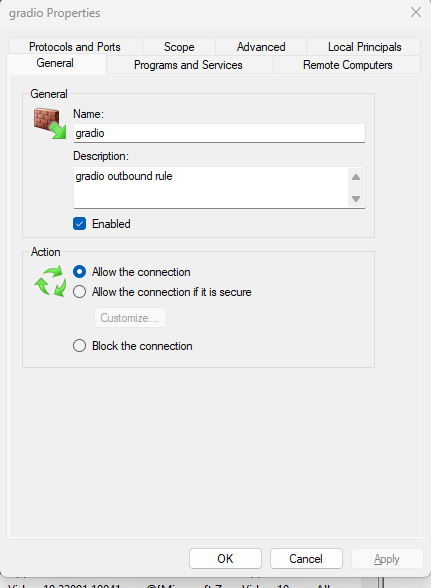 gradio Properties
Protocols and Ports Scope Advanced Local Principals
General Programs and Services Remote Computers
General
Name:
gradio
Description:
gradio outbound rule
Enabled
Action
Allow the connection
Allow the connection if it is secure
Customize...
Block the connection
OK Cancel Apply